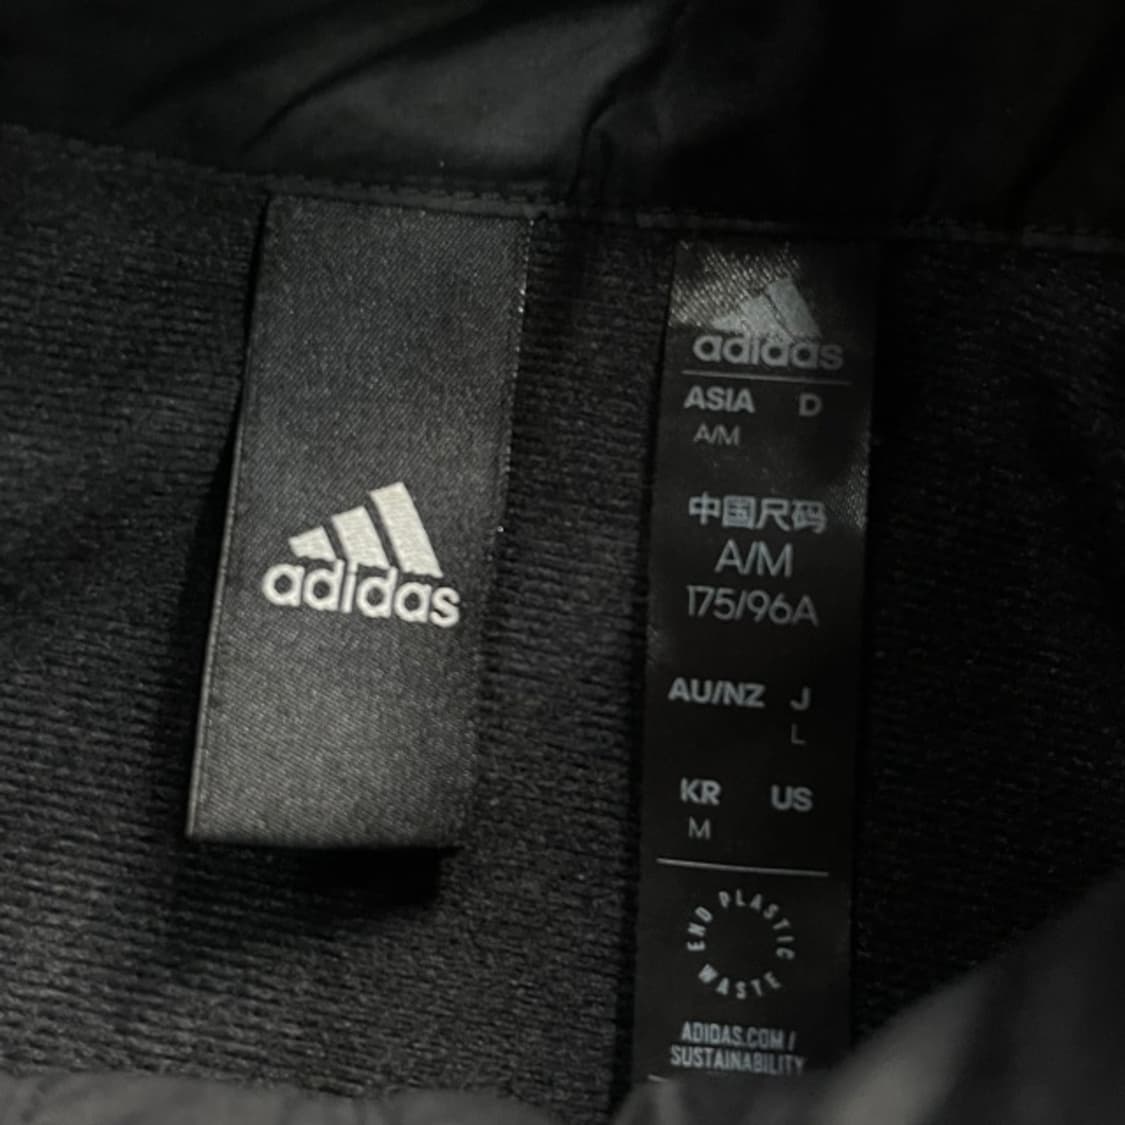 adidas
adidas
ASIA D
A/M
中国尺码
A/M
175/96A
AU/NZ J
L
KR US
M
END PLASTIC WASTE
ADIDAS.COM/
SUSTAINABILITY